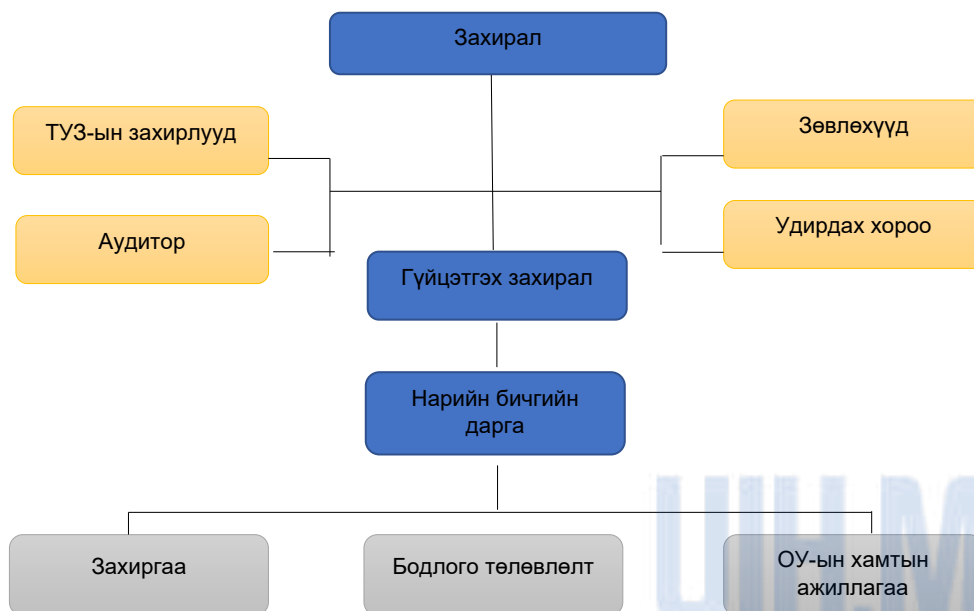 Захирал
ТУЗ-ын захирлууд
Зөвлөхүүд
Аудитор
Удирдах хороо
Гүйцэтгэх захирал
Нарийн бичгийн
дарга
Захиргаа
Бодлого төлөвлөлт
ОУ-ын хамтын
ажиллагаа